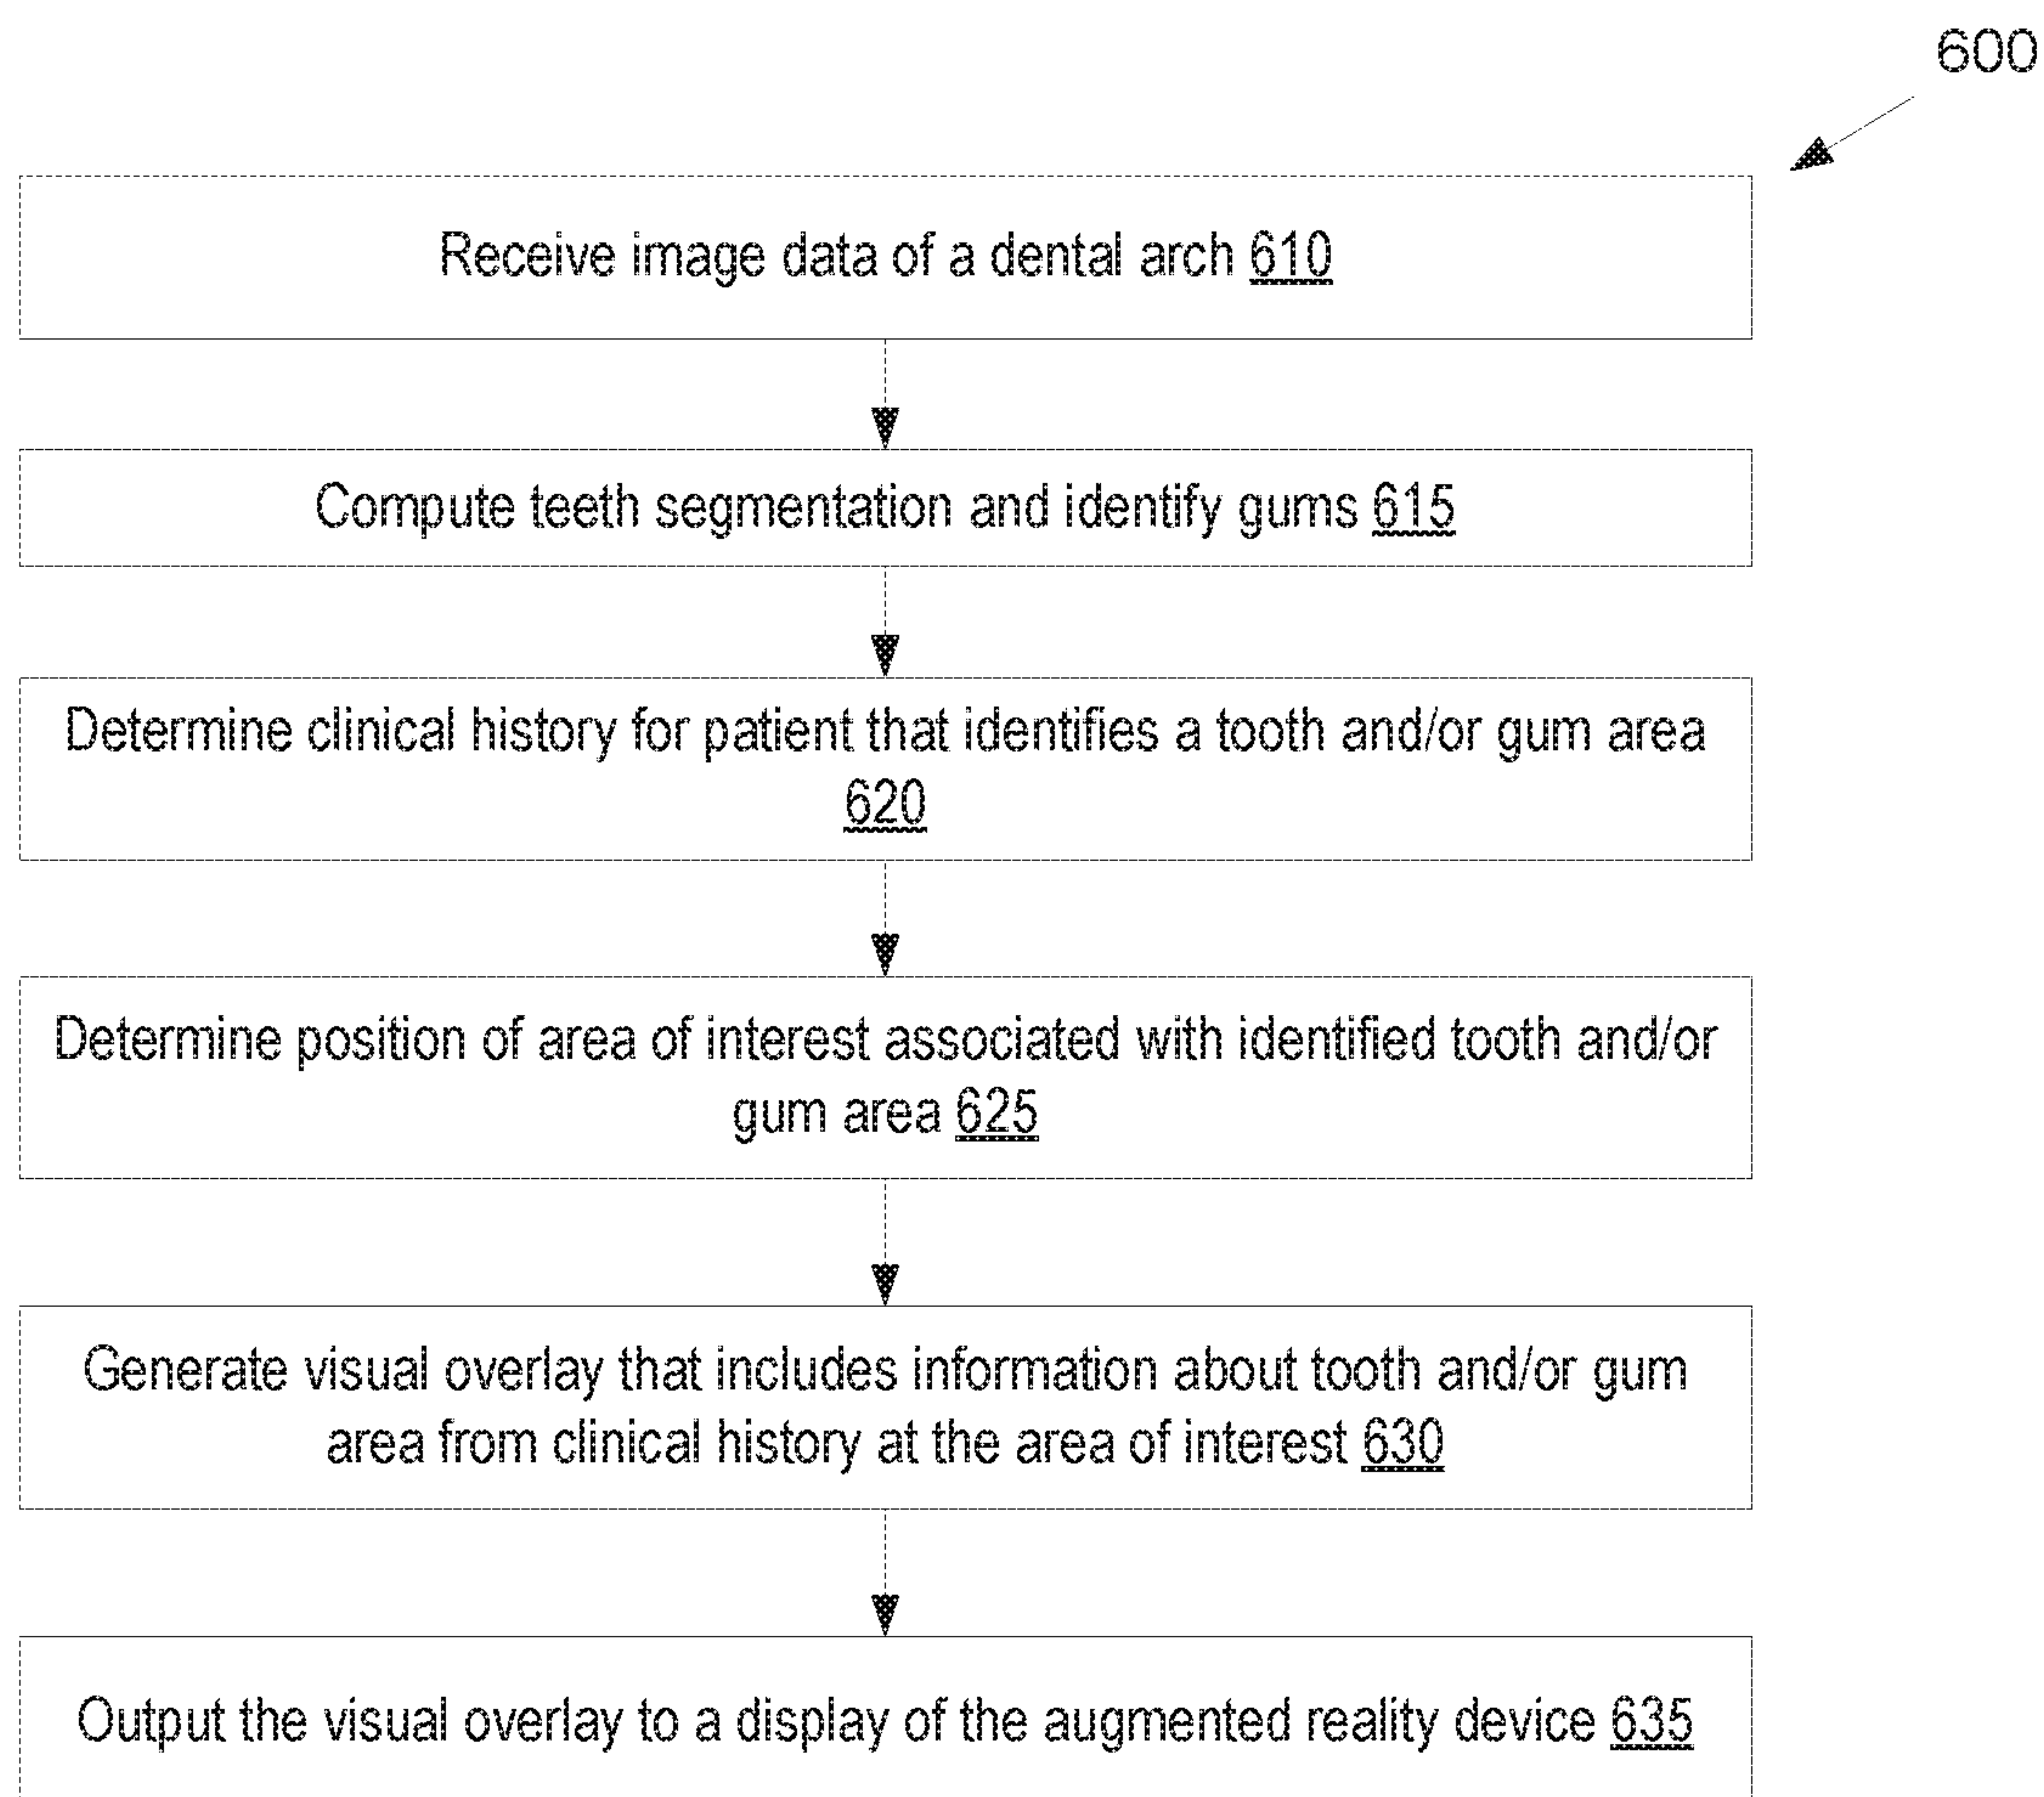 600
Receive image data of a dental arch 610
Compute teeth segmentation and identify gums 615
Determine clinical history for patient that identifies a tooth and/or gum area
620
Determine position of area of interest associated with identified tooth and/or
gum area 625
Generate visual overlay that includes information about tooth and/or gum
area from clinical history at the area of interest 630
Output the visual overlay to a display of the augmented reality device 635